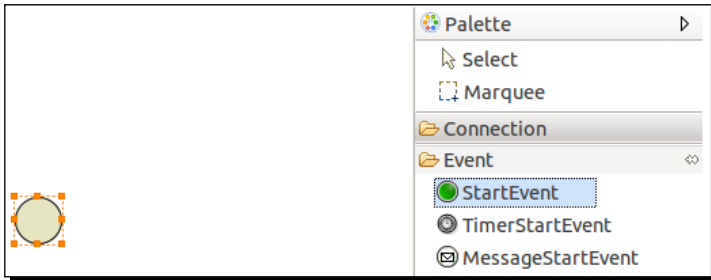 Palette
Select
Marquee
Connection
Event
StartEvent
TimerStartEvent
MessageStartEvent